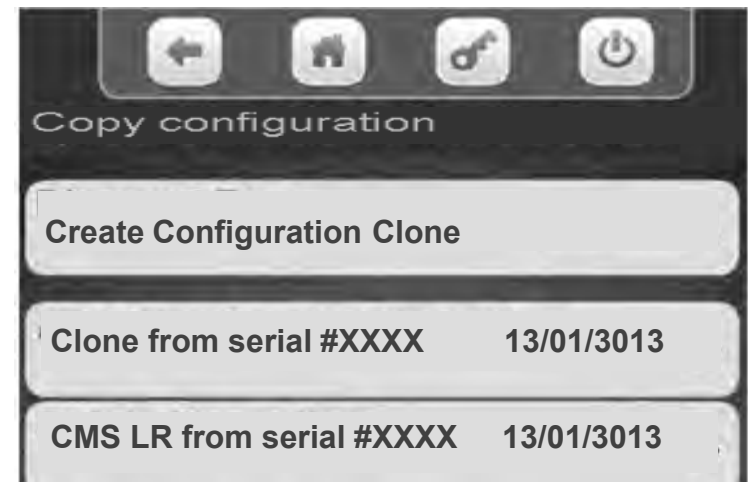 Copy configuration
Create Configuration Clone
Clone from serial #XXXX 13/01/3013
CMS LR from serial #XXXX 13/01/3013